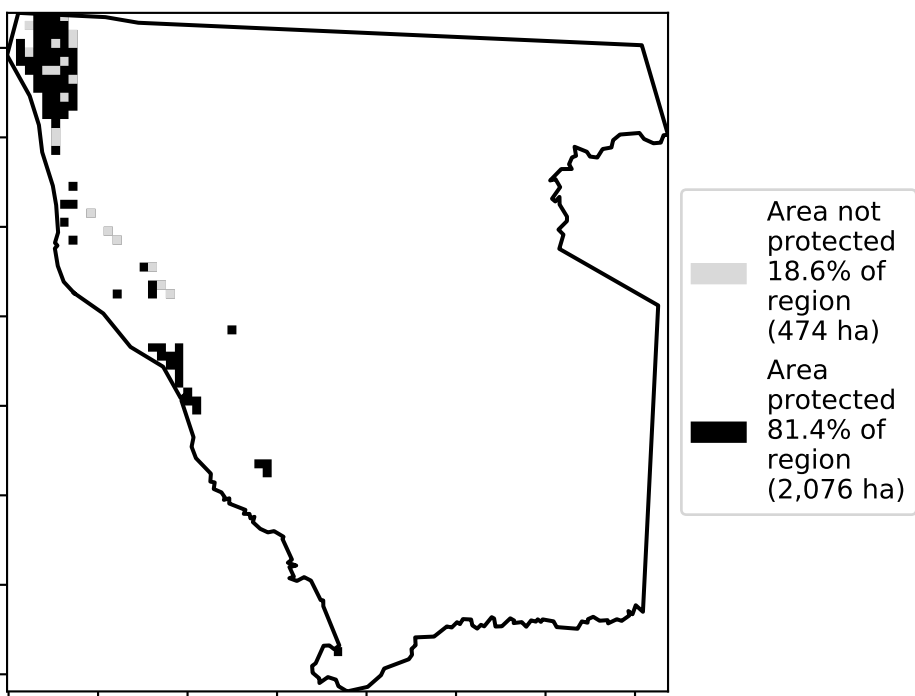 Area not
protected
18.6% of
region
(474 ha)
Area
protected
81.4% of
region
(2,076 ha)